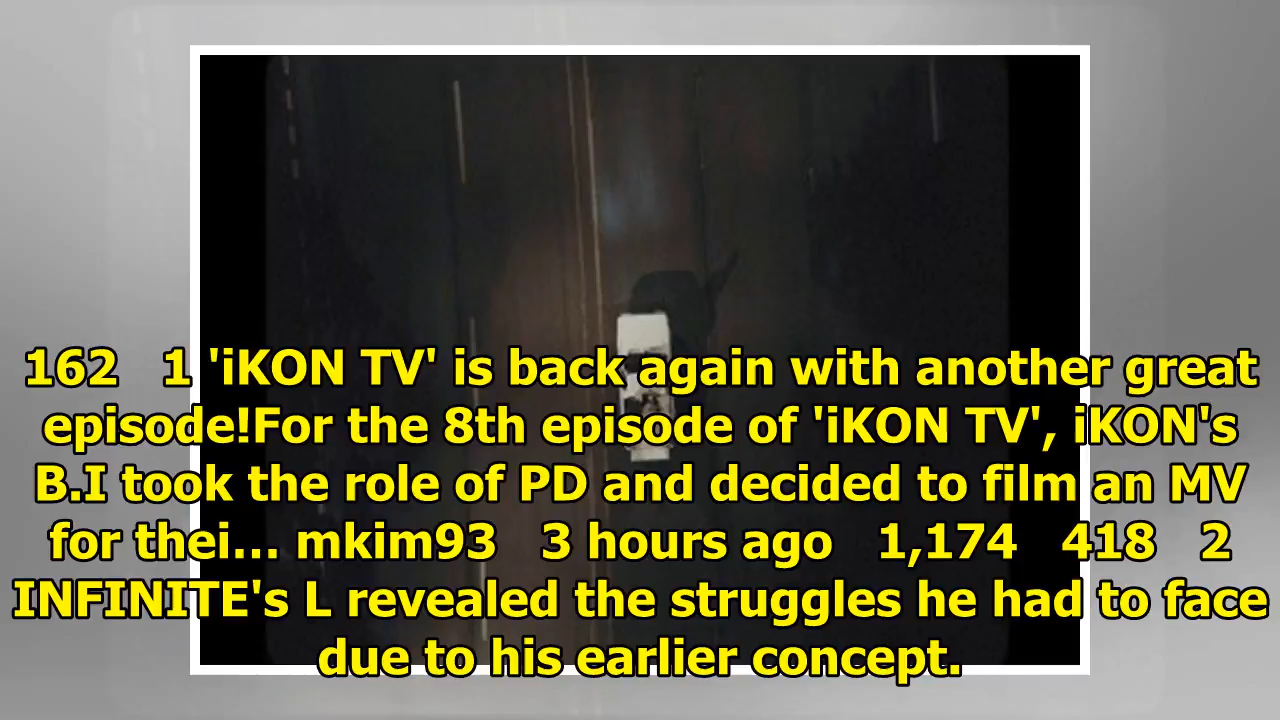 162 1 'iKON TV' is back again with another great
episode!For the 8th episode of 'iKON TV', iKON's
B.I took the role of PD and decided to film an MV
for thei... mkim93 3 hours ago 1,174 418 2
INFINITE's L revealed the struggles he had to face
due to his earlier concept.